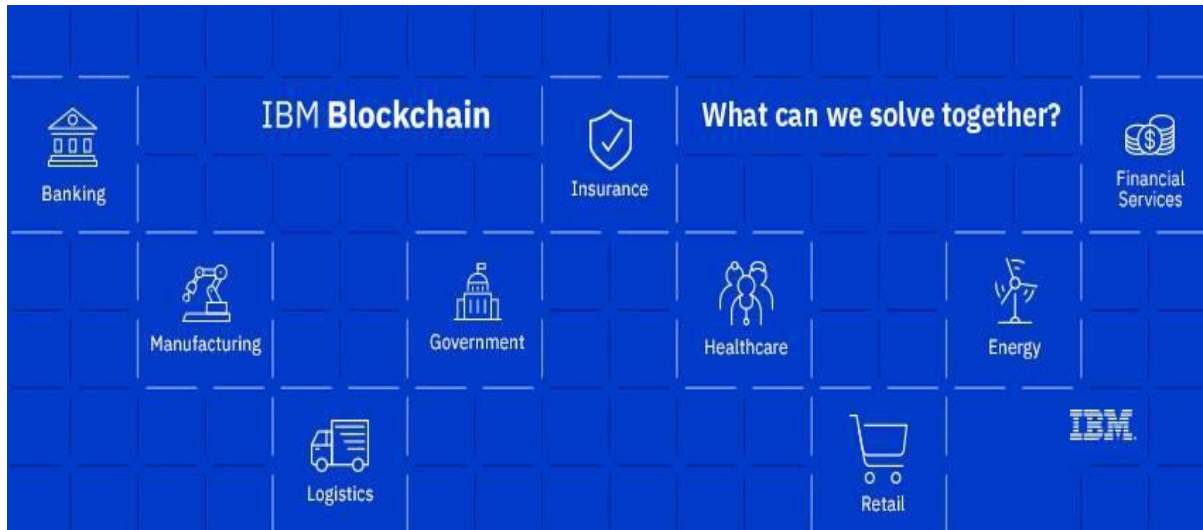 IBM Blockchain
What can we solve together?
Banking
Insurance
Financial
Services
Manufacturing
Government
Healthcare
Energy
IBM.
Logistics
Retail